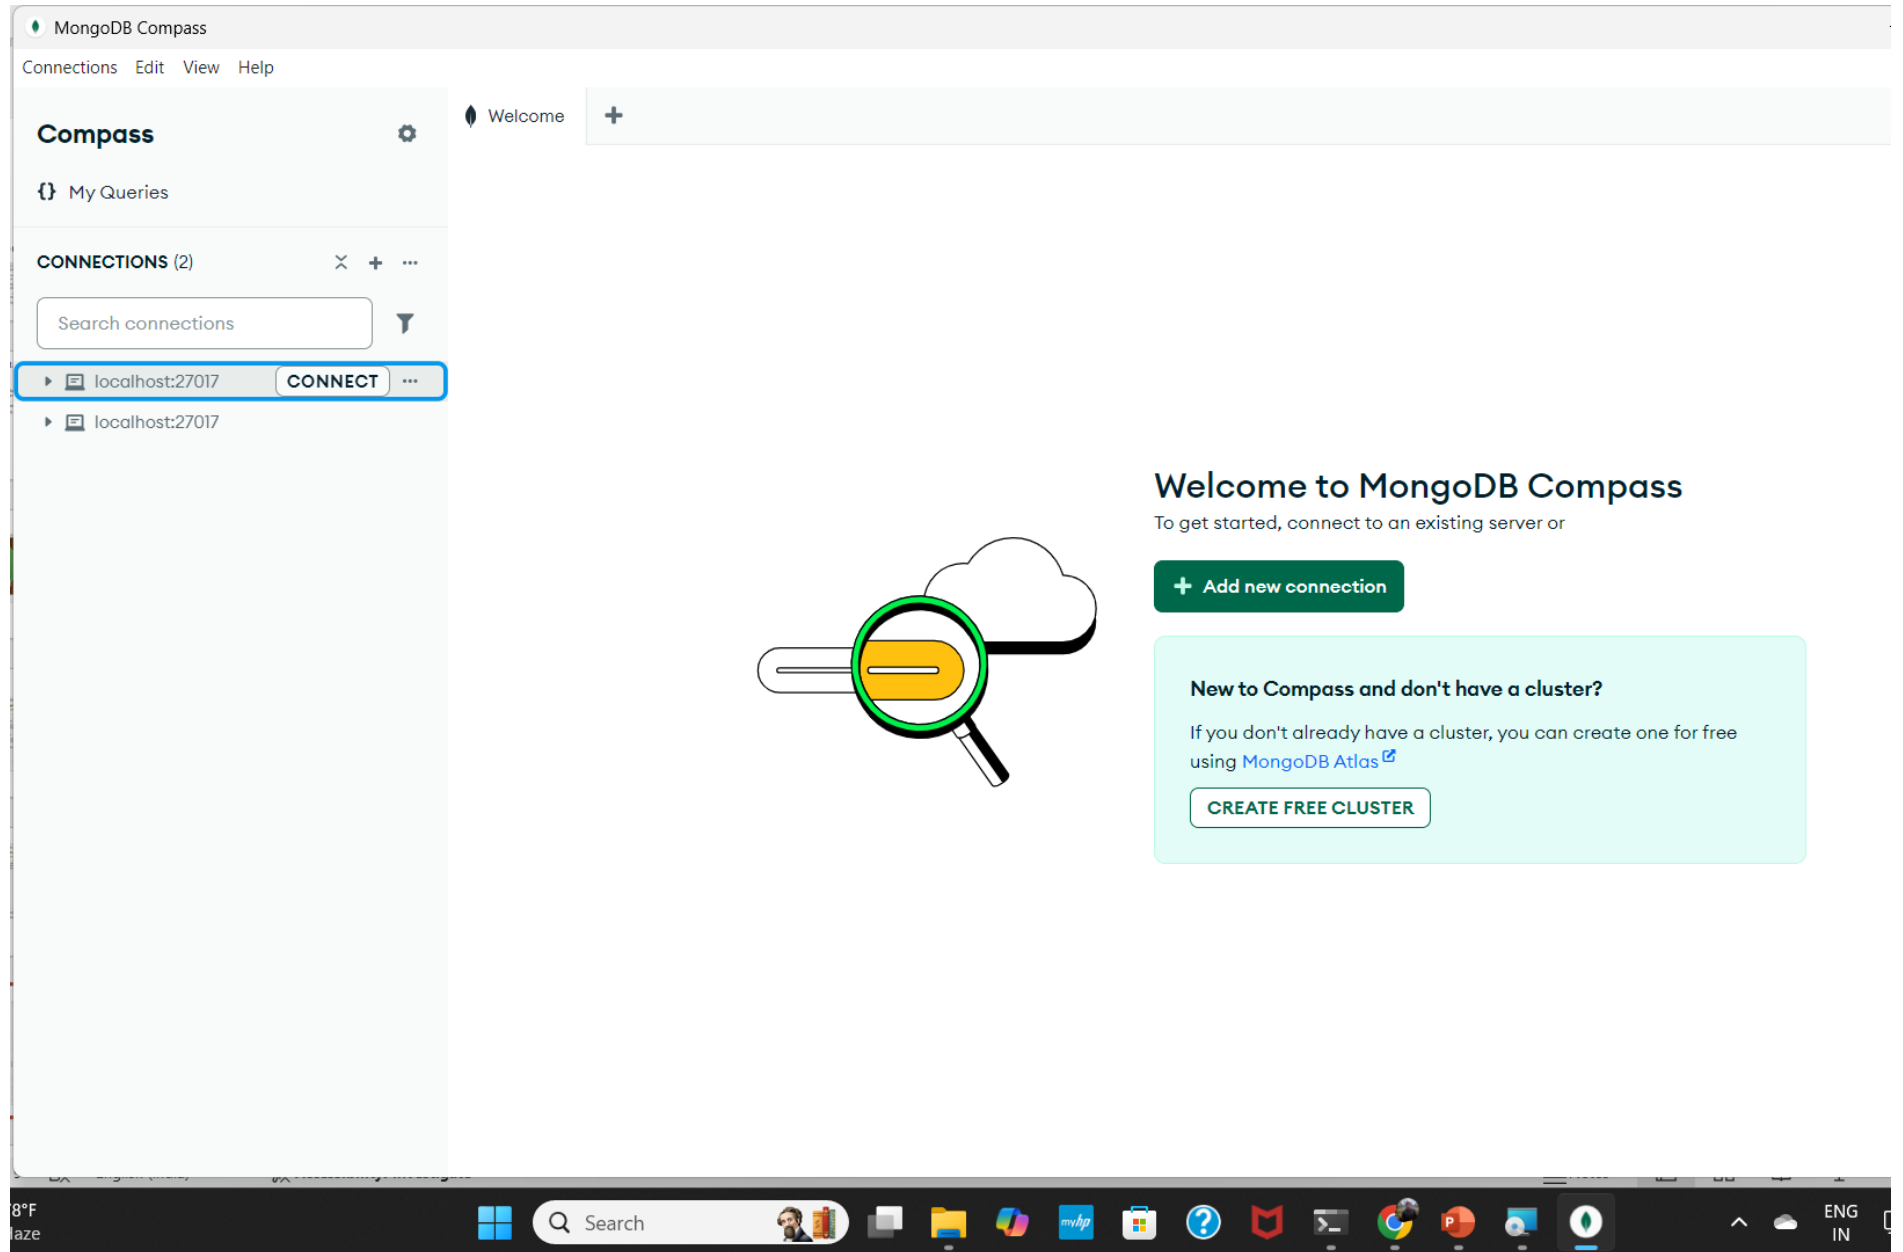 MongoDB Compass
Connections Edit View Help
Compass
Welcome
{} My Queries
CONNECTIONS (2)
Search connections
localhost:27017 CONNECT
localhost:27017
Welcome to MongoDB Compass
To get started, connect to an existing server or
+ Add new connection
New to Compass and don't have a cluster?
If you don't already have a cluster, you can create one for free
using MongoDB Atlas
CREATE FREE CLUSTER
8°F
Search
myhp
P
ENG
IN